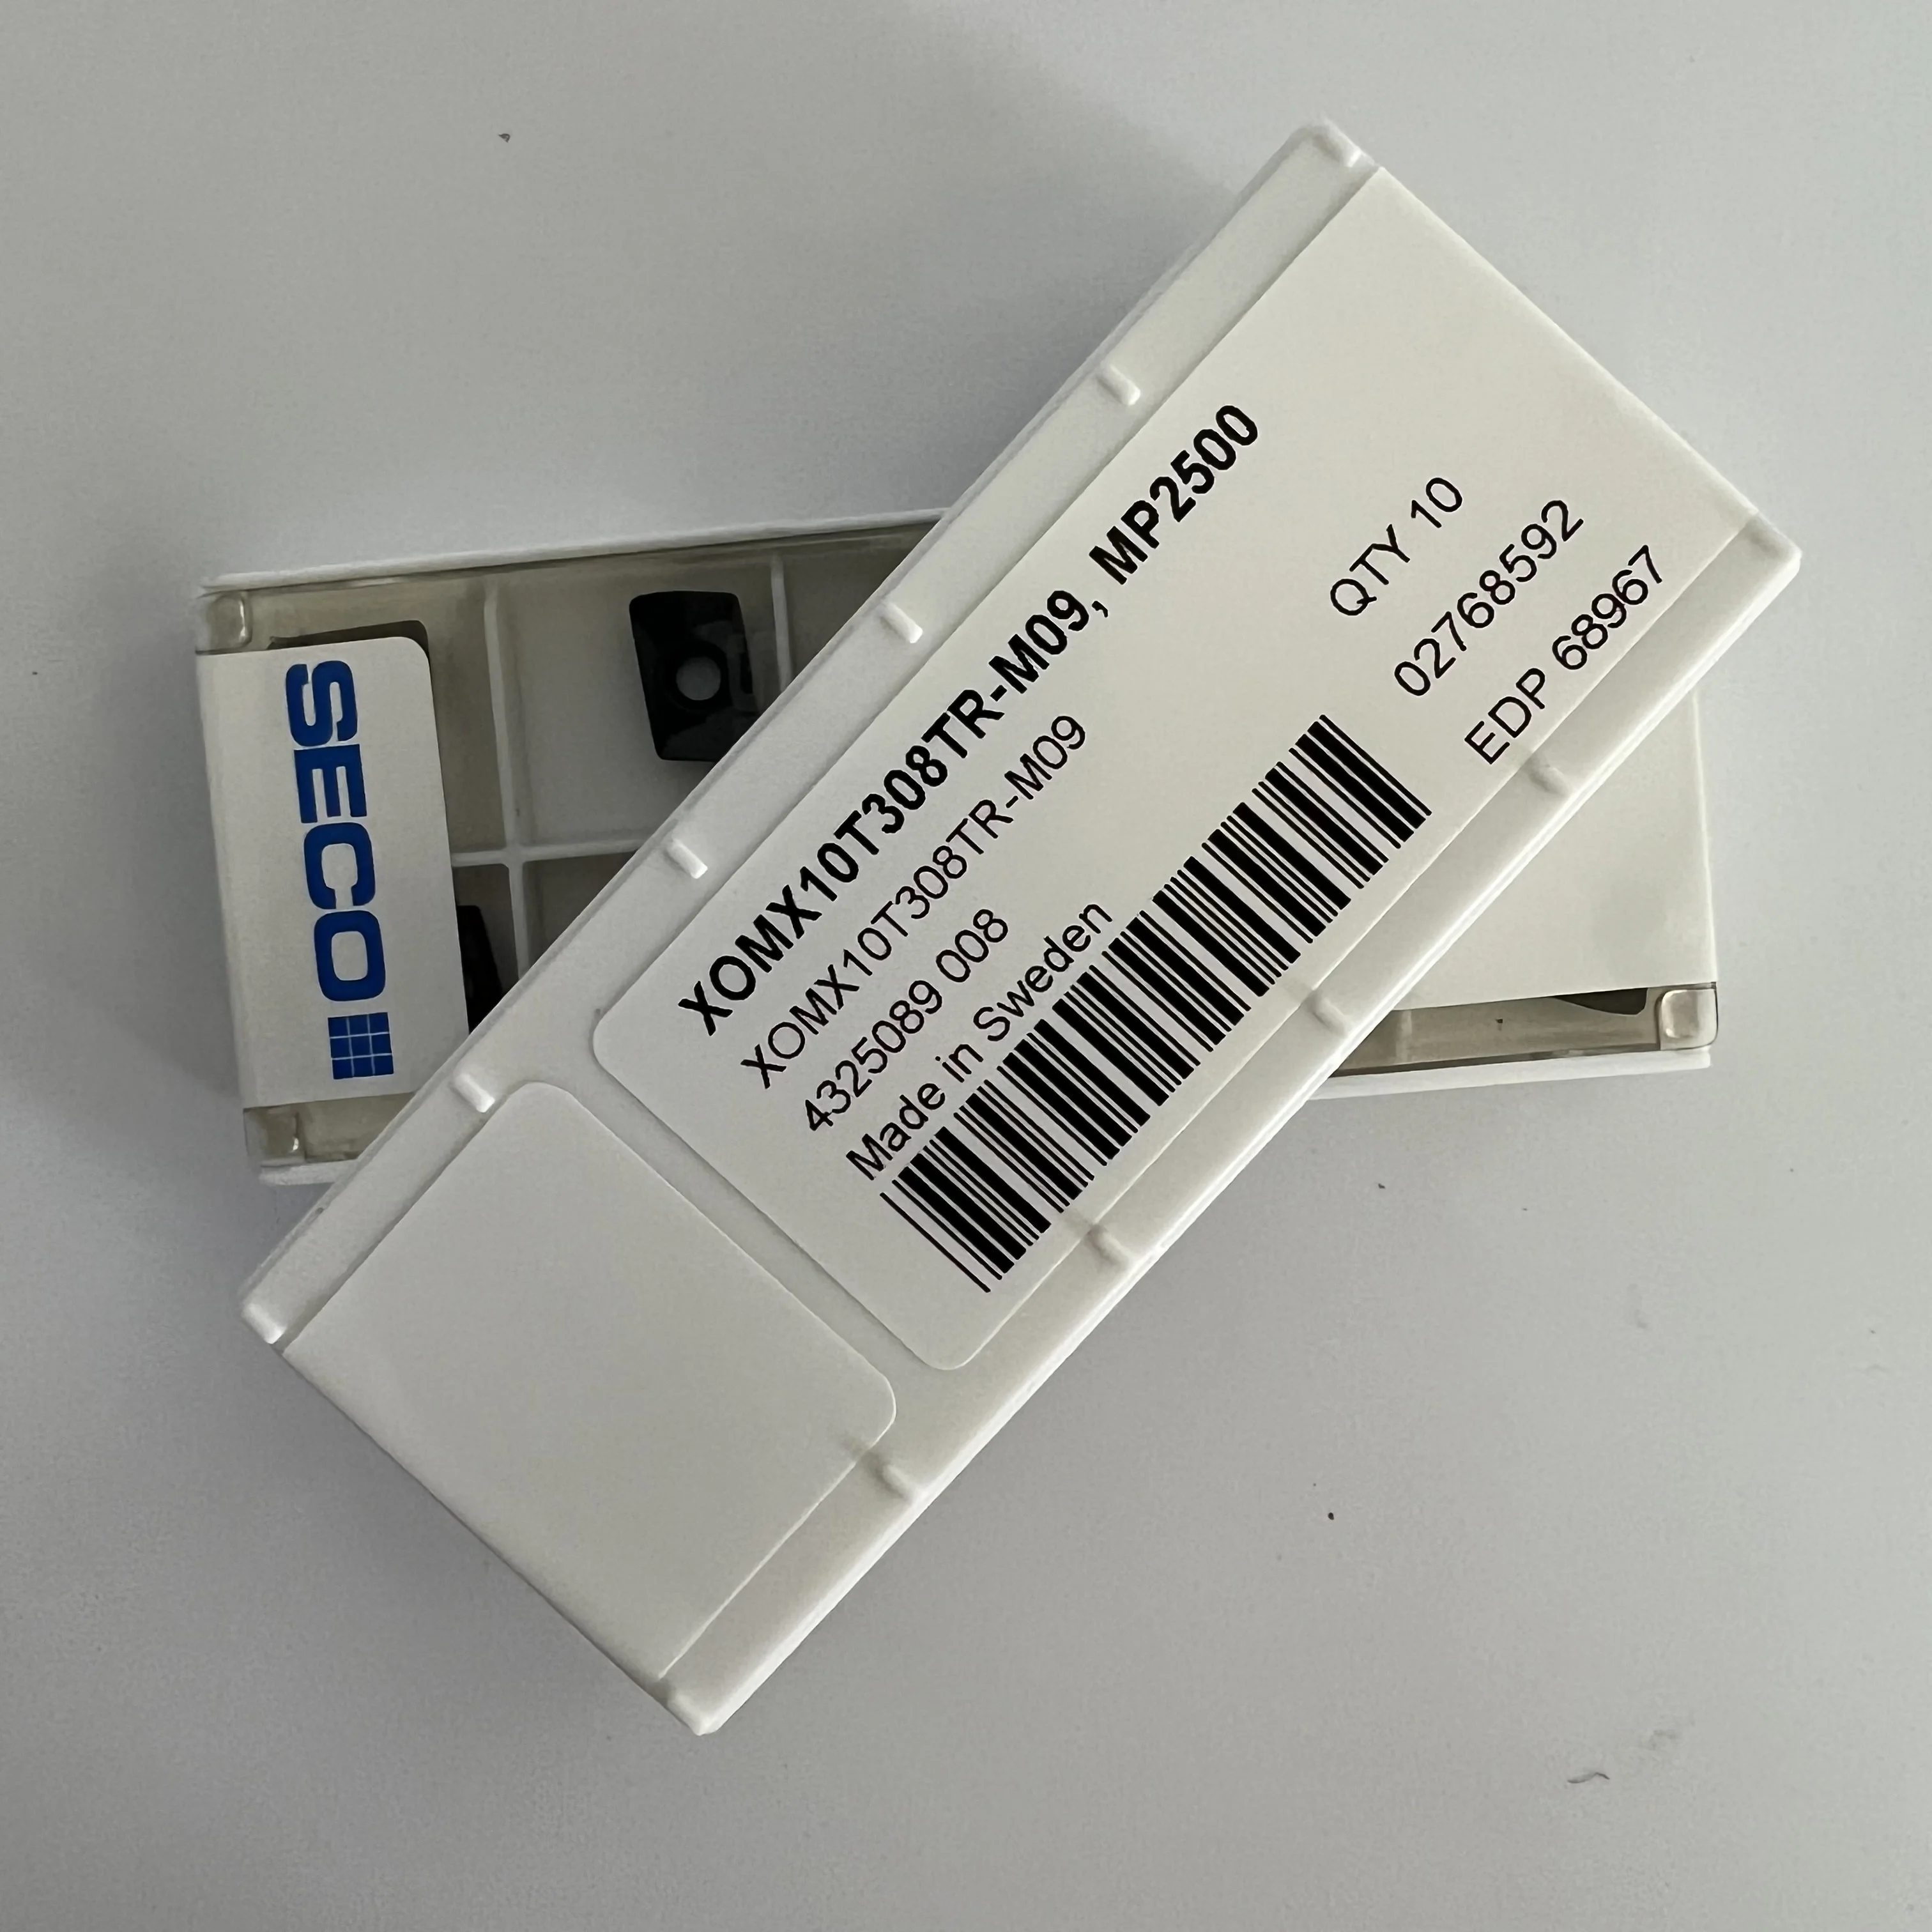 SECO
XOMX10T308TR-M09, MP2500
XOMX10T308TR-M09
4325089 008
Made in Sweden
QTY 10
02768592
EDP 68967